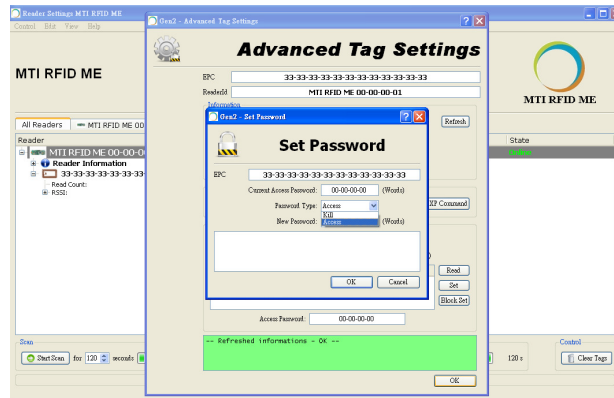 Reader Settings MTI RFID ME
Control Edit View Help
MTI RFID ME
All Readers
MTI RFID ME 00
Reader
MTI RFID ME 00-00-0
Reader Information
33-33-33-33-33-33-33
Read Count:
RSSI:
Gen2 - Advanced Tag Settings
Advanced Tag Settings
EPC 33-33-33-33-33-33-33-33-33-33-33-33
ReaderId MTI RFID ME 00-00-00-01
Information
Refresh
Gen2 - Set Password
Set Password
EPC 33-33-33-33-33-33-33-33-33-33-33-33
Current Access Password: 00-00-00-00 (Words)
Password Type: Access
Kill
Access
New Password: (Words)
OK Cancel
XP Command
Read
Set
Block Set
Access Password: 00-00-00-00
-- Refreshed informations - OK --
OK
MTI RFID ME
State
Scan
Start Scan for 120 seconds
120 s
Control
Clear Tags